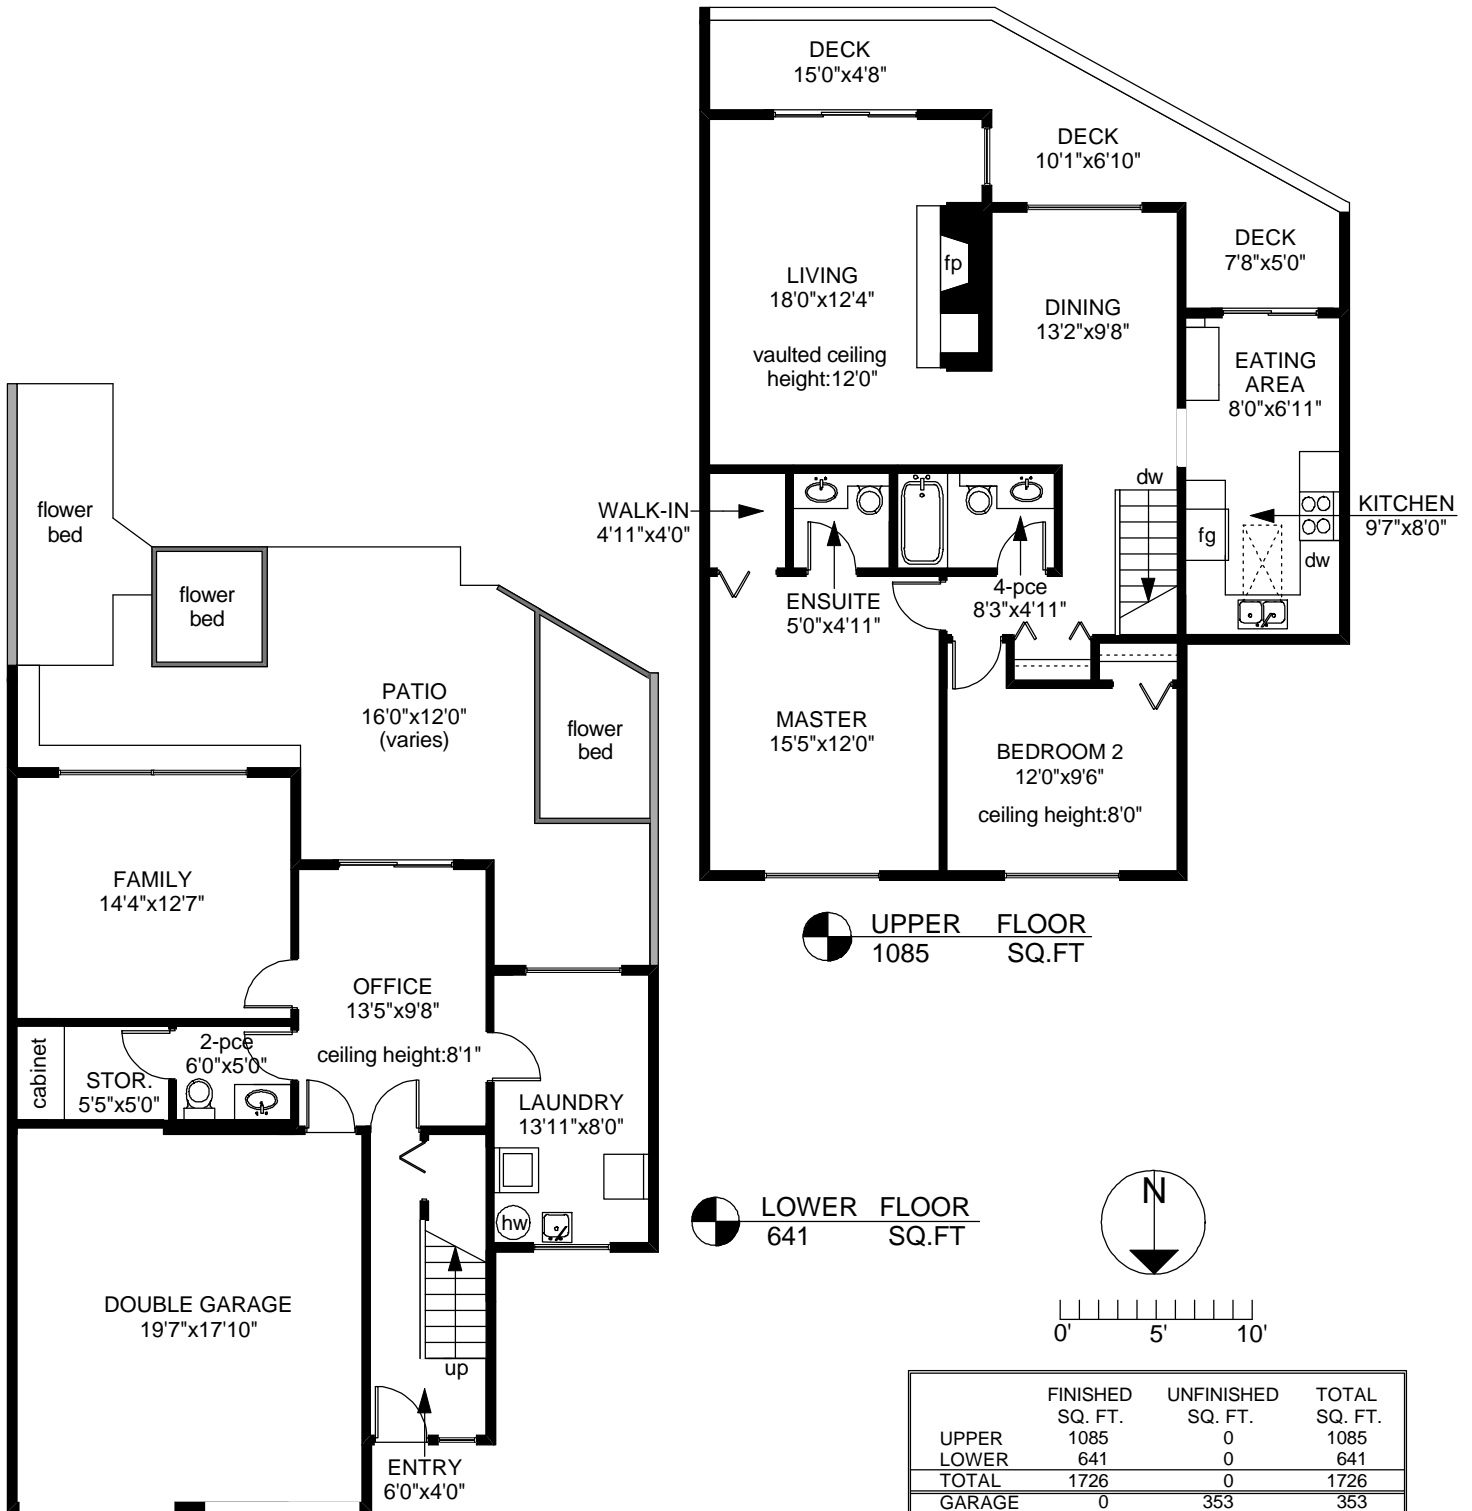 DECK
15'0"x4'8"
DECK
10'1"x6'10"
DECK
7'8"x5'0"
fp
LIVING
18'0"x12'4"
vaulted ceiling
height:12'0"
DINING
13'2"x9'8"
EATING
AREA
8'0"x6'11"
dw
WALK-IN
4'11"x4'0"
KITCHEN
9'7"x8'0"
fg
dw
ENSUITE
5'0"x4'11"
4-pce
8'3"x4'11"
MASTER
15'5"x12'0"
BEDROOM 2
12'0"x9'6"
ceiling height:8'0"
UPPER FLOOR
1085 SQ.FT
flower
bed
flower
bed
PATIO
16'0"x12'0"
(varies)
flower
bed
FAMILY
14'4"x12'7"
OFFICE
13'5"x9'8"
ceiling height:8'1"
cabinet
STOR.
5'5"x5'0"
2-pce
6'0"x5'0"
LAUNDRY
13'11"x8'0"
hw
LOWER FLOOR
641 SQ.FT
DOUBLE GARAGE
19'7"x17'10"
up
ENTRY
6'0"x4'0"
N
0' 5' 10'
FINISHED UNFINISHED TOTAL
SQ. FT. SQ. FT. SQ. FT.
UPPER 1085 0 1085
LOWER 641 0 641
TOTAL 1726 0 1726
GARAGE 0 353 353